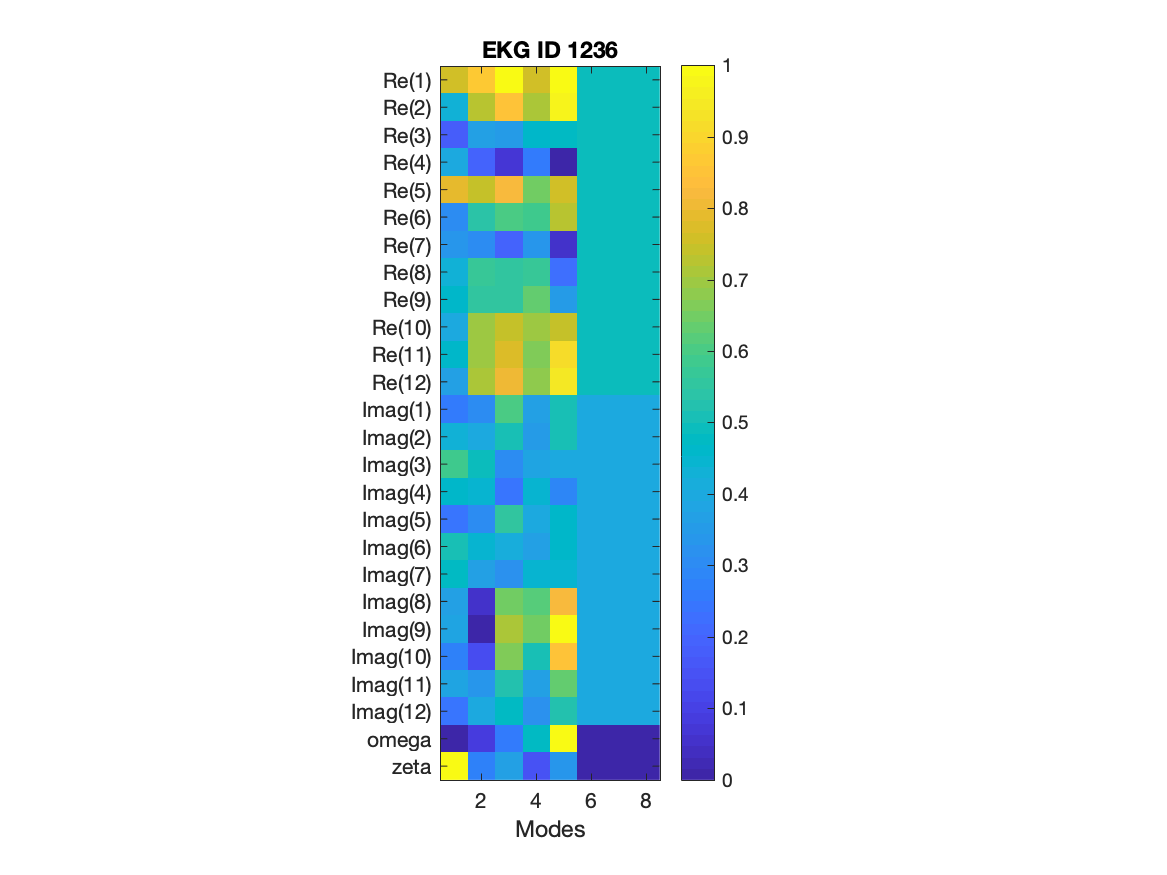 EKG ID 1236
Re(1)
Re(2)
Re(3)
Re(4)
Re(5)
Re(6)
Re(7)
Re(8)
Re(9)
Re(10)
Re(11)
Re(12)
Imag(1)
Imag(2)
Imag(3)
Imag(4)
Imag(5)
Imag(6)
Imag(7)
Imag(8)
Imag(9)
Imag(10)
Imag(11)
Imag(12)
omega
zeta
2 4 6 8
Modes
1
0.9
0.8
0.7
0.6
0.5
0.4
0.3
0.2
0.1
0